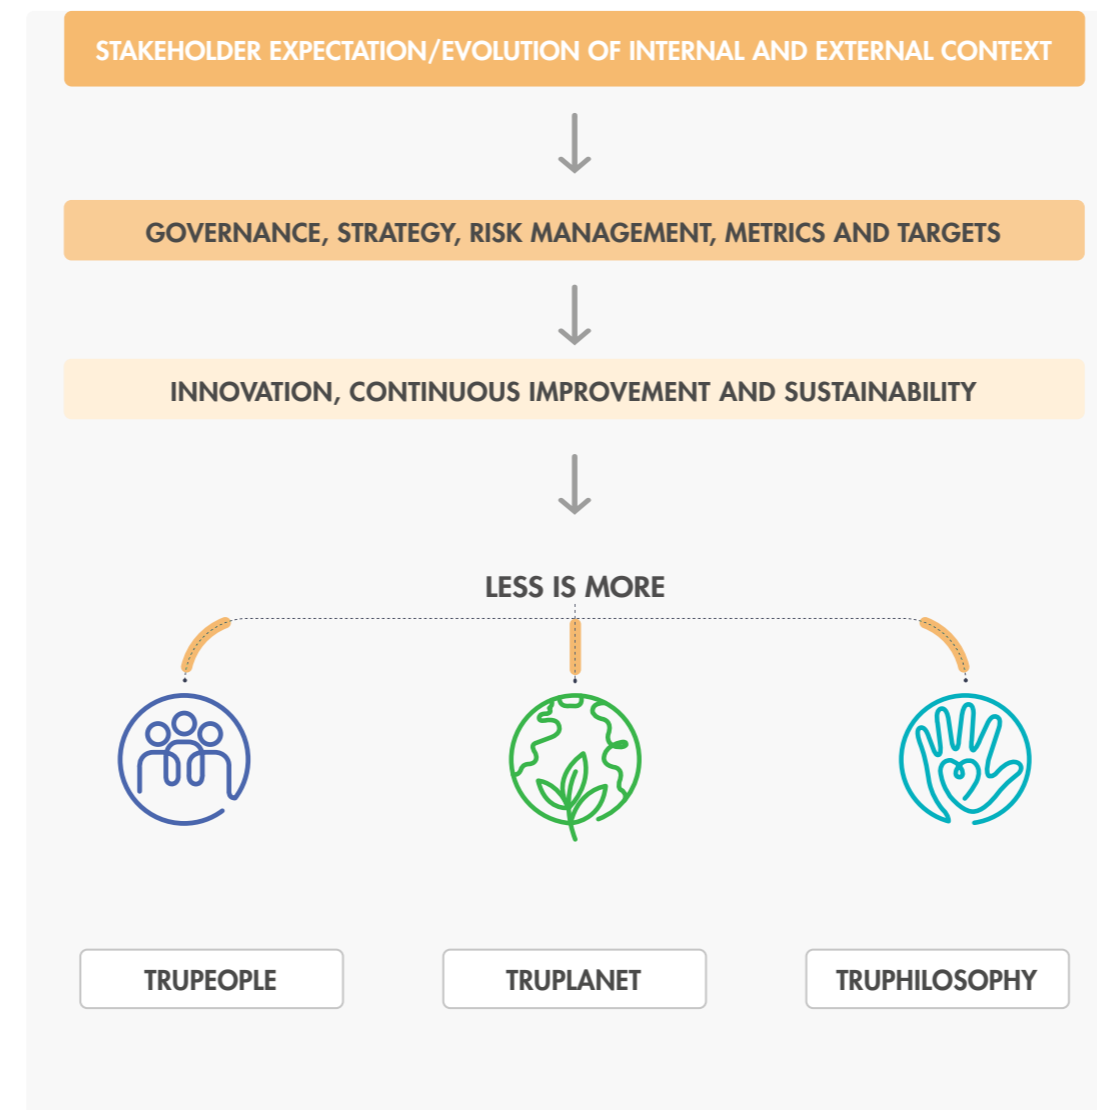 STAKEHOLDER EXPECTATION/EVOLUTION OF INTERNAL AND EXTERNAL CONTEXT
GOVERNANCE, STRATEGY, RISK MANAGEMENT, METRICS AND TARGETS
INNOVATION, CONTINUOUS IMPROVEMENT AND SUSTAINABILITY
LESS IS MORE
TRUPEOPLE
TRUPLANET
TRUPHILOSOPHY